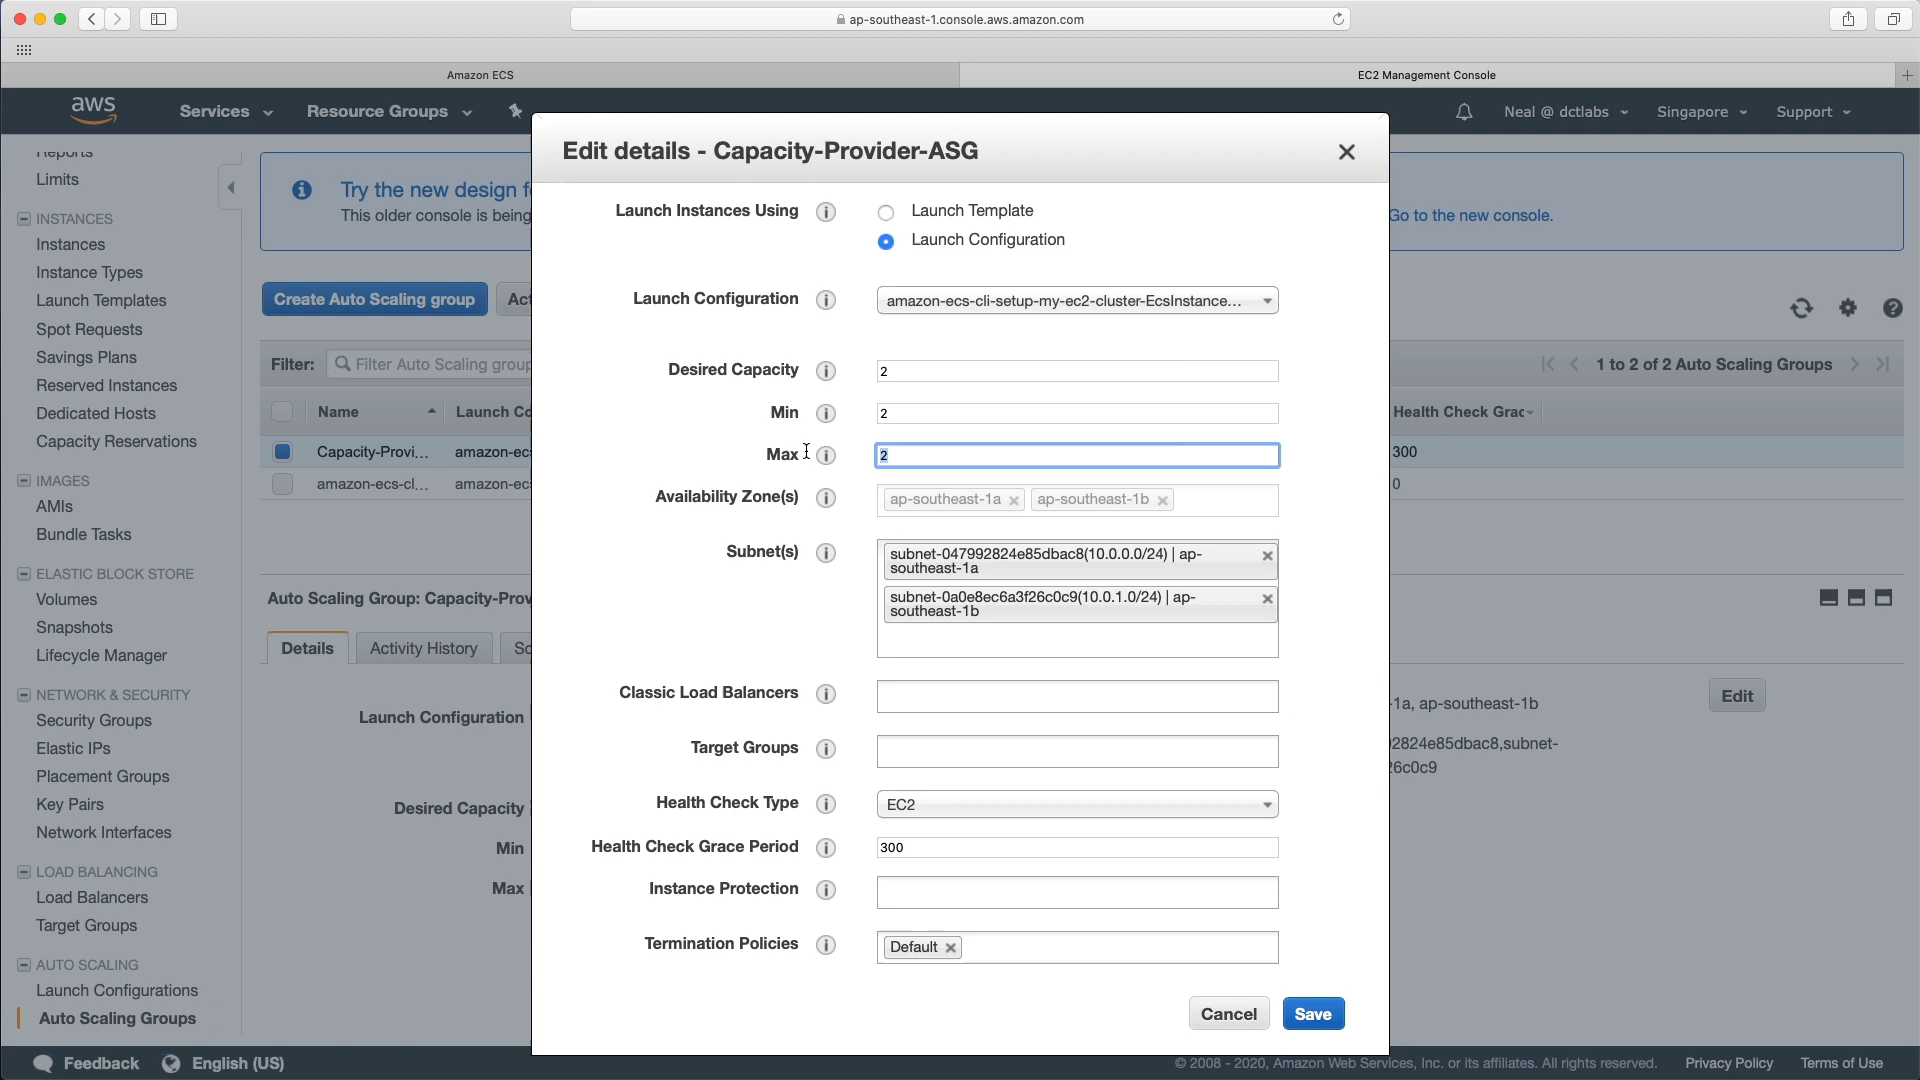 ap-southeast-1.console.aws.amazon.com
Amazon ECS
EC2 Management Console
aws
Services
Resource Groups
Neal @ dctlabs
Singapore
Support
Reports
Limits
INSTANCES
Instances
Instance Types
Launch Templates
Spot Requests
Savings Plans
Reserved Instances
Dedicated Hosts
Capacity Reservations
IMAGES
AMIs
Bundle Tasks
ELASTIC BLOCK STORE
Volumes
Snapshots
Lifecycle Manager
NETWORK & SECURITY
Security Groups
Elastic IPs
Placement Groups
Key Pairs
Network Interfaces
LOAD BALANCING
Load Balancers
Target Groups
AUTO SCALING
Launch Configurations
Auto Scaling Groups
Try the new design f
This older console is being
Go to the new console.
Create Auto Scaling group
Act
Filter:
Filter Auto Scaling group
1 to 2 of 2 Auto Scaling Groups
Name
Launch Co
Health Check Grac
Capacity-Provi...
amazon-ecs
300
amazon-ecs-cl...
amazon-ecs
0
Auto Scaling Group: Capacity-Prov
Details
Activity History
Sc
Launch Configuration
Desired Capacity
Min
Max
-1a, ap-southeast-1b
2824e85dbac8,subnet-
26c0c9
Edit
Edit details - Capacity-Provider-ASG
Launch Instances Using
Launch Template
Launch Configuration
Launch Configuration
amazon-ecs-cli-setup-my-ec2-cluster-EcsInstance...
Desired Capacity
2
Min
2
Max
2
Availability Zone(s)
ap-southeast-1a
ap-southeast-1b
Subnet(s)
subnet-047992824e85dbac8(10.0.0.0/24) | ap-
southeast-1a
subnet-0a0e8ec6a3f26c0c9(10.0.1.0/24) | ap-
southeast-1b
Classic Load Balancers
Target Groups
Health Check Type
EC2
Health Check Grace Period
300
Instance Protection
Termination Policies
Default
Cancel
Save
Feedback
English (US)
© 2008 - 2020, Amazon Web Services, Inc. or its affiliates. All rights reserved.
Privacy Policy
Terms of Use